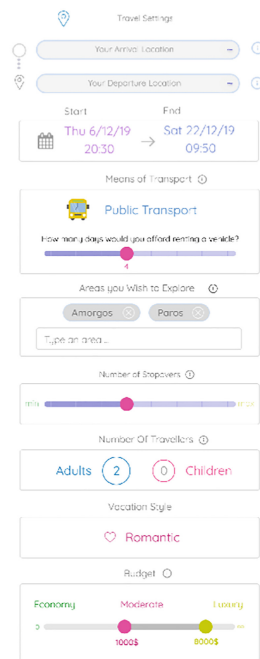 Travel Settings
Your Arrival Location
Your Departure Location
Start End
Thu 6/12/19 Sat 22/12/19
20:30 09:50
Means of Transport
Public Transport
How many days would you afford renting a vehicle?
4
Areas you Wish to Explore
Amorgos Paros
Type an area...
Number of Stopovers
min max
Number Of Travellers
Adults 2 0 Children
Vacation Style
Romantic
Budget
Economy Moderate Luxury
0 ∞
1000$ 8000$